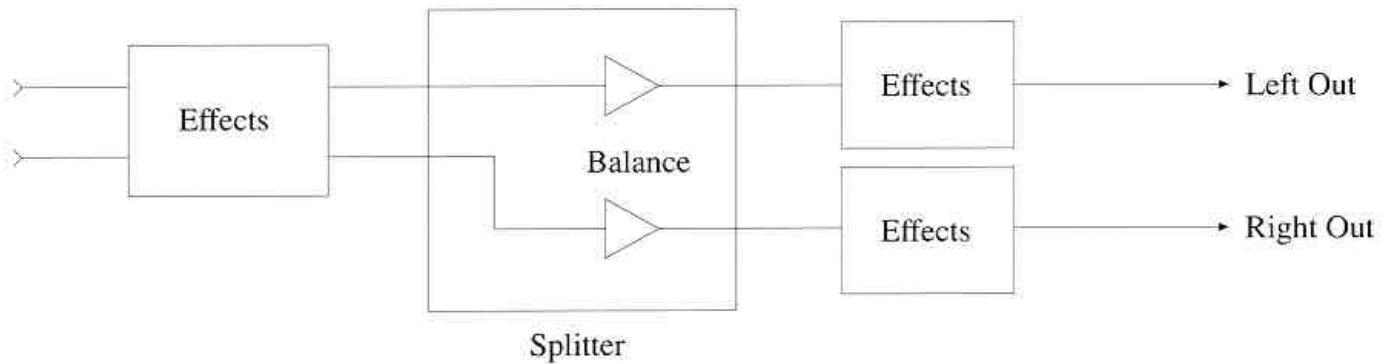 Effects
Balance
Splitter
Effects
Left Out
Effects
Right Out